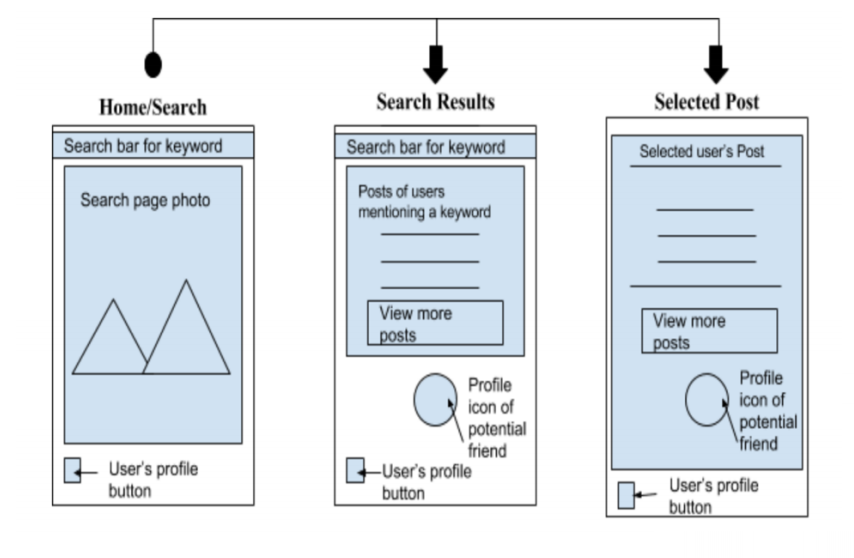 Home/Search
Search bar for keyword
Search page photo
User's profile
button
Search Results
Search bar for keyword
Posts of users
mentioning a keyword
View more
posts
Profile
icon of
potential
friend
User's profile
button
Selected Post
Selected user's Post
View more
posts
Profile
icon of
potential
friend
User's profile
button